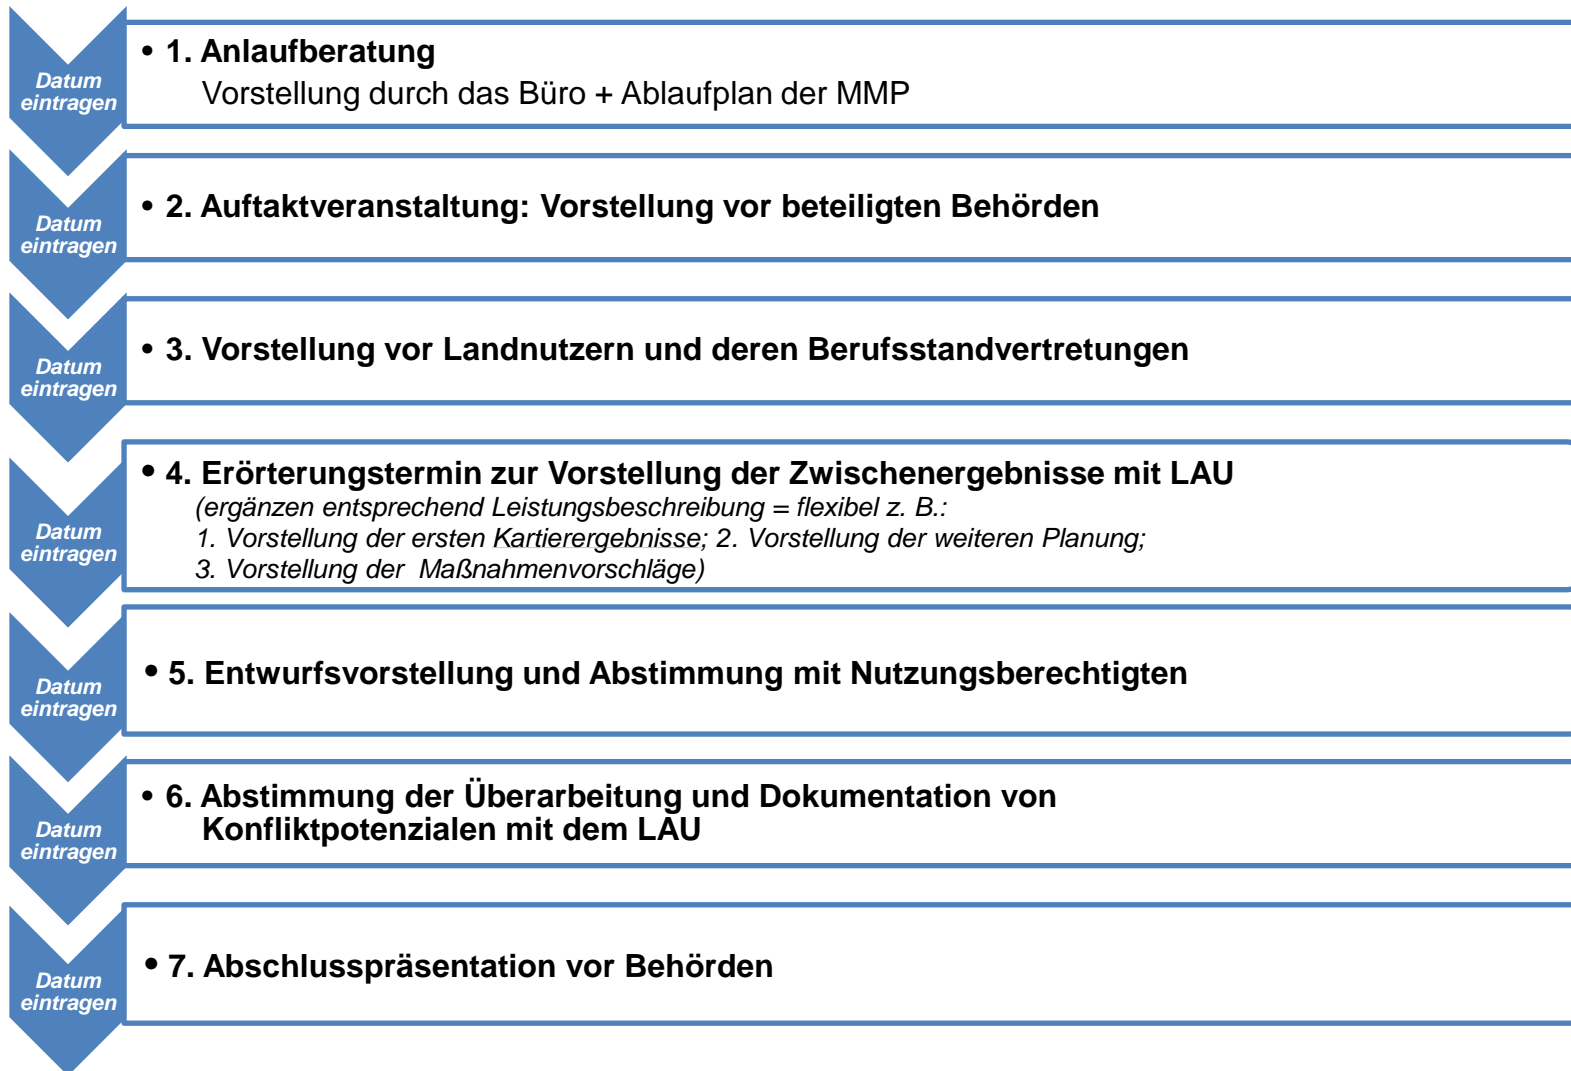 Datum
eintragen
• 1. Anlaufberatung
Vorstellung durch das Büro + Ablaufplan der MMP
Datum
eintragen
• 2. Auftaktveranstaltung: Vorstellung vor beteiligten Behörden
Datum
eintragen
• 3. Vorstellung vor Landnutzern und deren Berufsstandvertretungen
Datum
eintragen
• 4. Erörterungstermin zur Vorstellung der Zwischenergebnisse mit LAU
(ergänzen entsprechend Leistungsbeschreibung = flexibel z. B.:
1. Vorstellung der ersten Kartierergebnisse; 2. Vorstellung der weiteren Planung;
3. Vorstellung der Maßnahmenvorschläge)
Datum
eintragen
• 5. Entwurfsvorstellung und Abstimmung mit Nutzungsberechtigten
Datum
eintragen
• 6. Abstimmung der Überarbeitung und Dokumentation von
Konfliktpotenzialen mit dem LAU
Datum
eintragen
• 7. Abschlusspräsentation vor Behörden